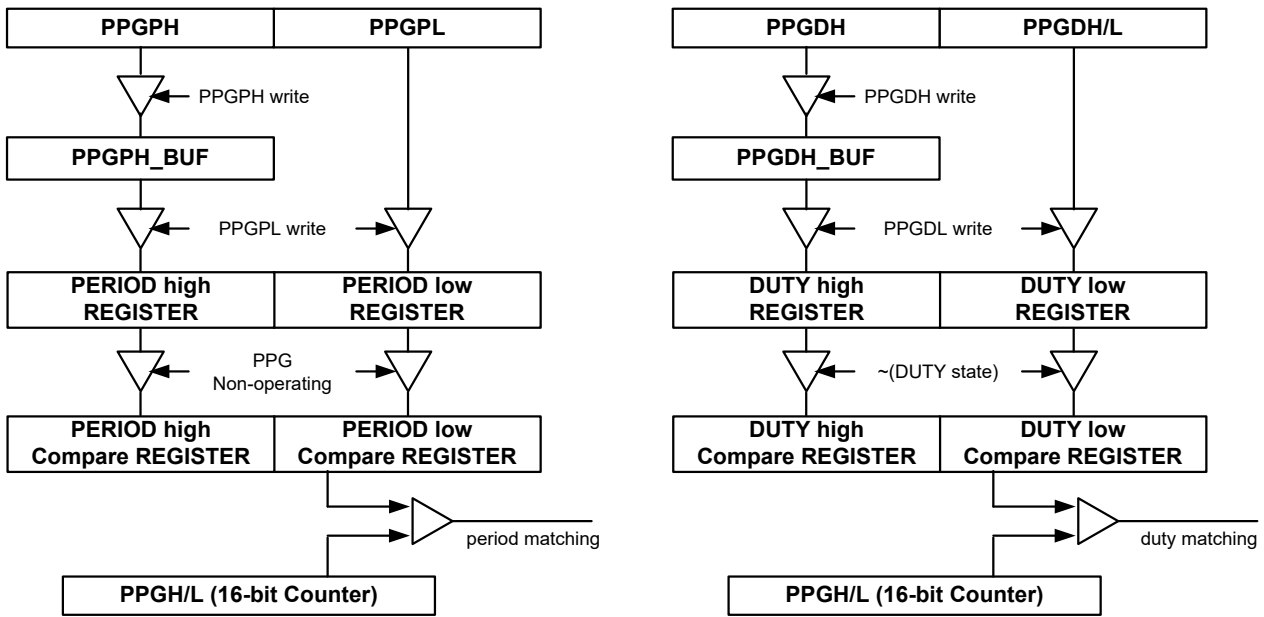 PPGPH PPGPL
PPGPH write
PPGPH_BUF
PPGPL write
PERIOD high
REGISTER
PERIOD low
REGISTER
PPG
Non-operating
PERIOD high
Compare REGISTER
PERIOD low
Compare REGISTER
period matching
PPGH/L (16-bit Counter)
PPGDH PPGDH/L
PPGDH write
PPGDH_BUF
PPGDL write
DUTY high
REGISTER
DUTY low
REGISTER
~(DUTY state)
DUTY high
Compare REGISTER
DUTY low
Compare REGISTER
duty matching
PPGH/L (16-bit Counter)